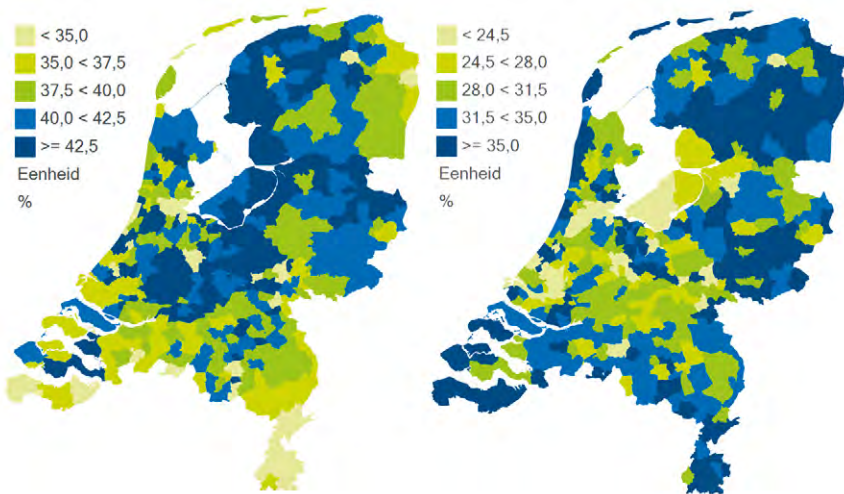 < 35,0
35,0 < 37,5
37,5 < 40,0
40,0 < 42,5
>= 42,5
Eenheid
%
< 24,5
24,5 < 28,0
28,0 < 31,5
31,5 < 35,0
>= 35,0
Eenheid
%